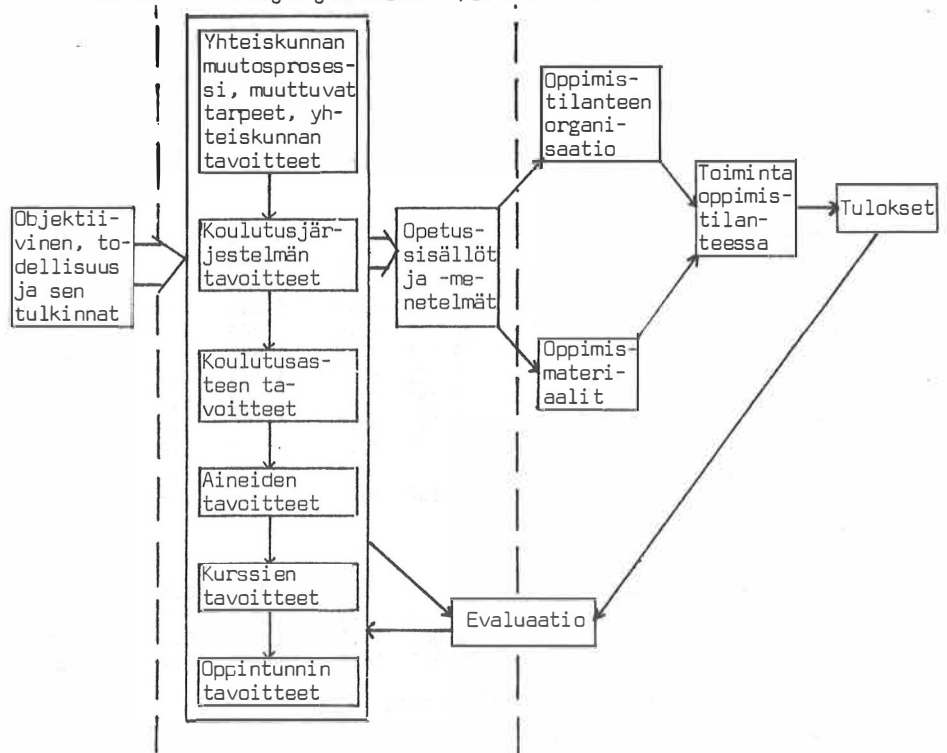 Yhteiskunnan
muutosproses-
si, muuttuvat
tarpeet, yh-
teiskunnan
tavoitteet
Objektii-
vinen, to-
dellisuus
ja sen
tulkinnat
Koulutusjär-
jestelmän
tavoitteet
Koulutusas-
teen ta-
voitteet
Aineiden
tavoitteet
Kurssien
tavoitteet
Oppintunnin
tavoitteet
Opetus-
sisällöt
ja -me-
netelmät
Oppimis-
tilanteen
organi-
saatio
Oppimis-
materi-
aalit
Toiminta
oppimis-
tilan-
teessa
Tulokset
Evaluaatio